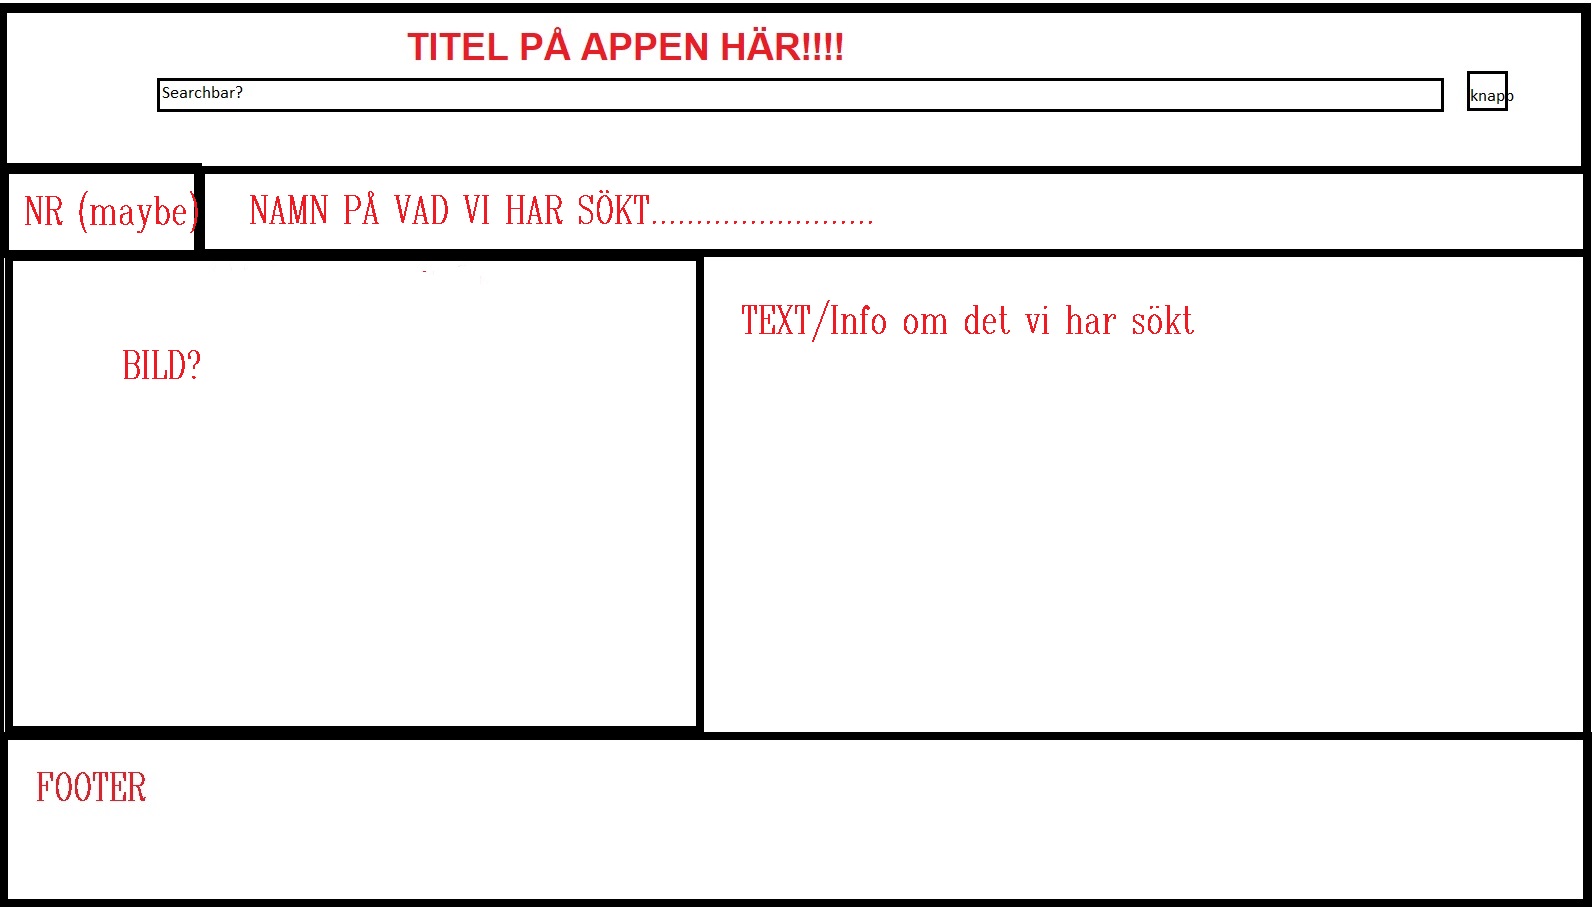 TITEL PÅ APPEN HÄR!!!!
Searchbar?
knapp
NR (maybe)
NAMN PÅ VAD VI HAR SÖKT.........................
TEXT/Info om det vi har sökt
BILD?
FOOTER